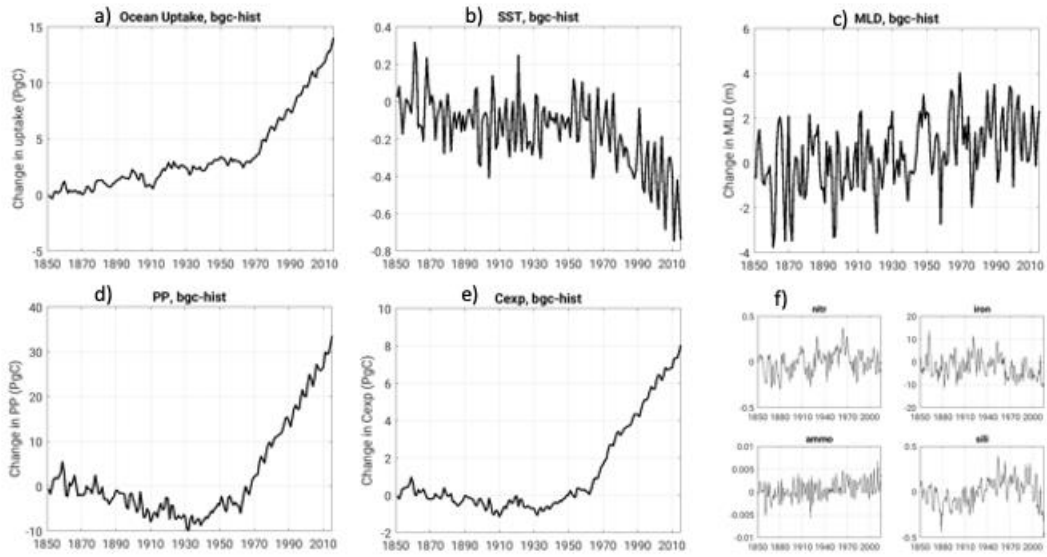 a) Ocean Uptake, bgc-hist
Change in uptake (PgC)
15
10
5
0
-5
1850 1870 1890 1910 1930 1950 1970 1990 2010
b) SST, bgc-hist
0.4
0.2
0
-0.2
-0.4
-0.6
-0.8
1850 1870 1890 1910 1930 1950 1970 1990 2010
c) MLD, bgc-hist
Change in MLD (m)
6
4
2
0
-2
-4
1850 1870 1890 1910 1930 1950 1970 1990 2010
d) PP, bgc-hist
Change in PP (PgC)
40
30
20
10
0
-10
1850 1870 1890 1910 1930 1950 1970 1990 2010
e) Cexp, bgc-hist
Change in Cexp (PgC)
10
8
6
4
2
0
-2
1850 1870 1890 1910 1930 1950 1970 1990 2010
f)
nitr
0.5
0
-0.5
1850 1880 1910 1940 1970 2000
iron
20
10
0
-10
-20
1850 1880 1910 1940 1970 2000
ammo
0.01
0.005
0
-0.005
-0.01
1850 1880 1910 1940 1970 2000
sili
0.5
0
-0.5
1850 1880 1910 1940 1970 2000